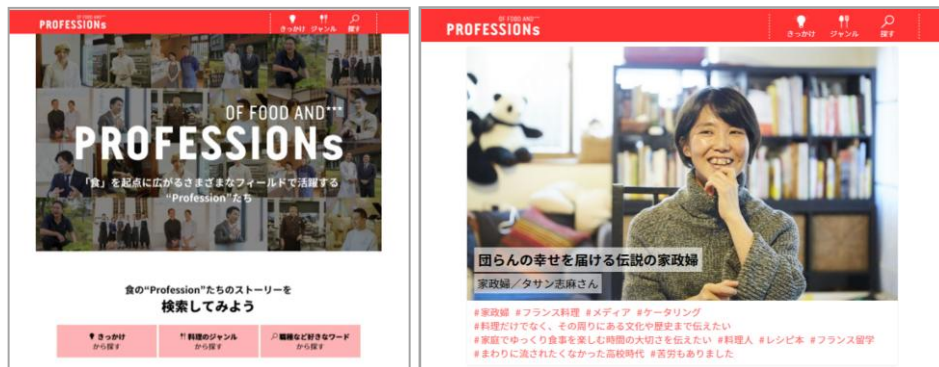 OF FOOD AND•••
PROFESSIONs
きっかけ ジャンル 探す
OF FOOD AND•••
PROFESSIONs
「食」を起点に広がるさまざまなフィールドで活躍する
“Profession”たち
食の“Profession”たちのストーリーを
検索してみよう
きっかけ
から探す
料理のジャンル
から探す
職種など好きなワード
から探す
OF FOOD AND•••
PROFESSIONs
きっかけ ジャンル 探す
団らんの幸せを届ける伝説の家政婦
家政婦／タサン志麻さん
#家政婦 #フランス料理 #メディア #ケータリング
#料理だけでなく、その周りにある文化や歴史まで伝えたい
#家庭でゆっくり食事を楽しむ時間の大切さを伝えたい #料理人 #レシピ本 #フランス留学
#まわりに流されたくなかった高校時代 #苦労もありました